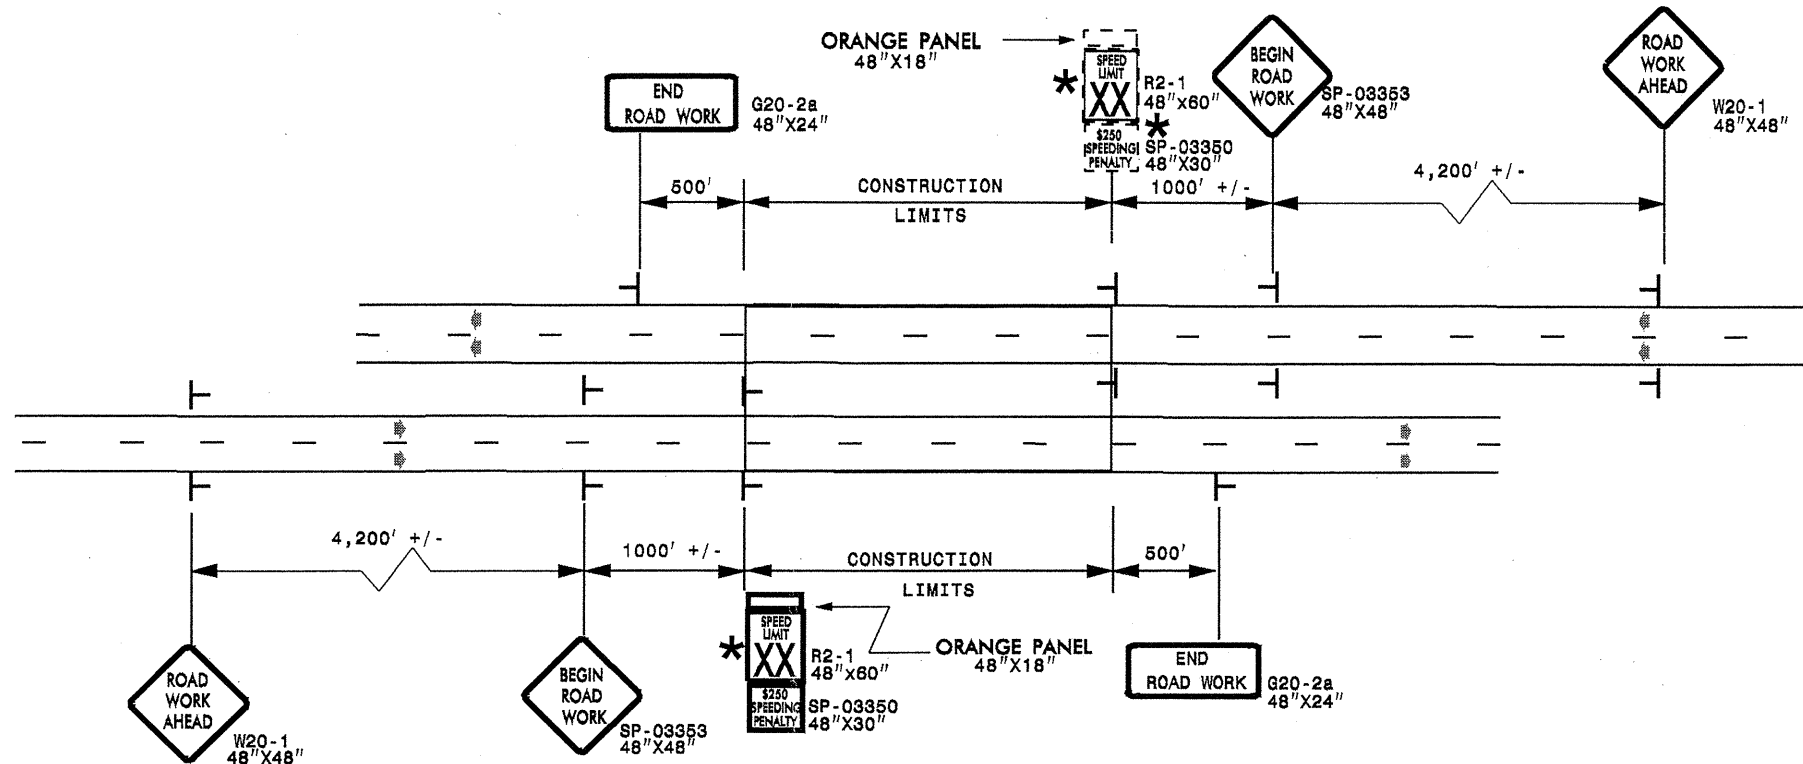 ORANGE PANEL
48"X18"
END
ROAD WORK
G20-2a
48"X24"
SPEED
LIMIT
XX
*
R2-1
48"x60"
*
$250
SPEEDING
PENALTY
SP-03350
48"X30"
BEGIN
ROAD
WORK
SP-03353
48"X48"
ROAD
WORK
AHEAD
W20-1
48"X48"
500'
CONSTRUCTION
LIMITS
1000' +/-
4,200' +/-
4,200' +/-
1000' +/-
CONSTRUCTION
LIMITS
500'
ROAD
WORK
AHEAD
W20-1
48"X48"
BEGIN
ROAD
WORK
SP-03353
48"X48"
*
SPEED
LIMIT
XX
R2-1
48"x60"
$250
SPEEDING
PENALTY
SP-03350
48"X30"
ORANGE PANEL
48"X18"
END
ROAD WORK
G20-2a
48"X24"